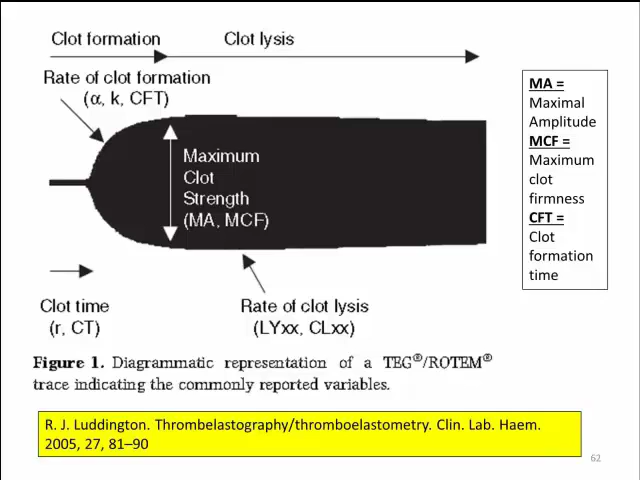 Clot formation
Clot lysis
Rate of clot formation
(α, k, CFT)
Maximum
Clot
Strength
(MA, MCF)
Clot time
(r, CT)
Rate of clot lysis
(LYxx, CLxx)
MA =
Maximal
Amplitude
MCF =
Maximum
clot
firmness
CFT =
Clot
formation
time
Figure 1. Diagrammatic representation of a TEG®/ROTEM®
trace indicating the commonly reported variables.
R. J. Luddington. Thrombelastography/thromboelastometry. Clin. Lab. Haem.
2005, 27, 81–90
62